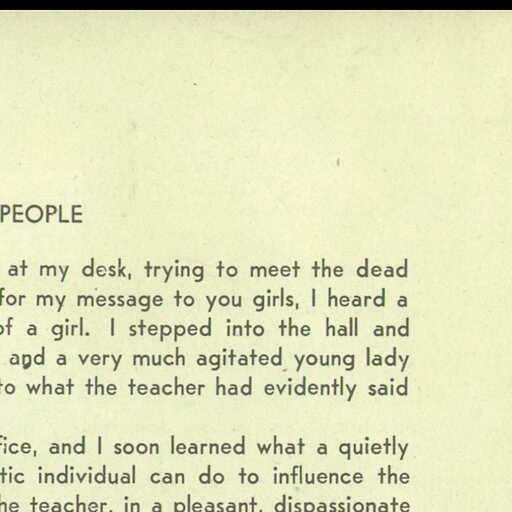 PEOPLE
at my desk, trying to meet the dead
for my message to you girls, I heard a
of a girl. I stepped into the hall and
and a very much agitated young lady
to what the teacher had evidently said
fice, and I soon learned what a quietly
tic individual can do to influence the
he teacher, in a pleasant, dispassionate